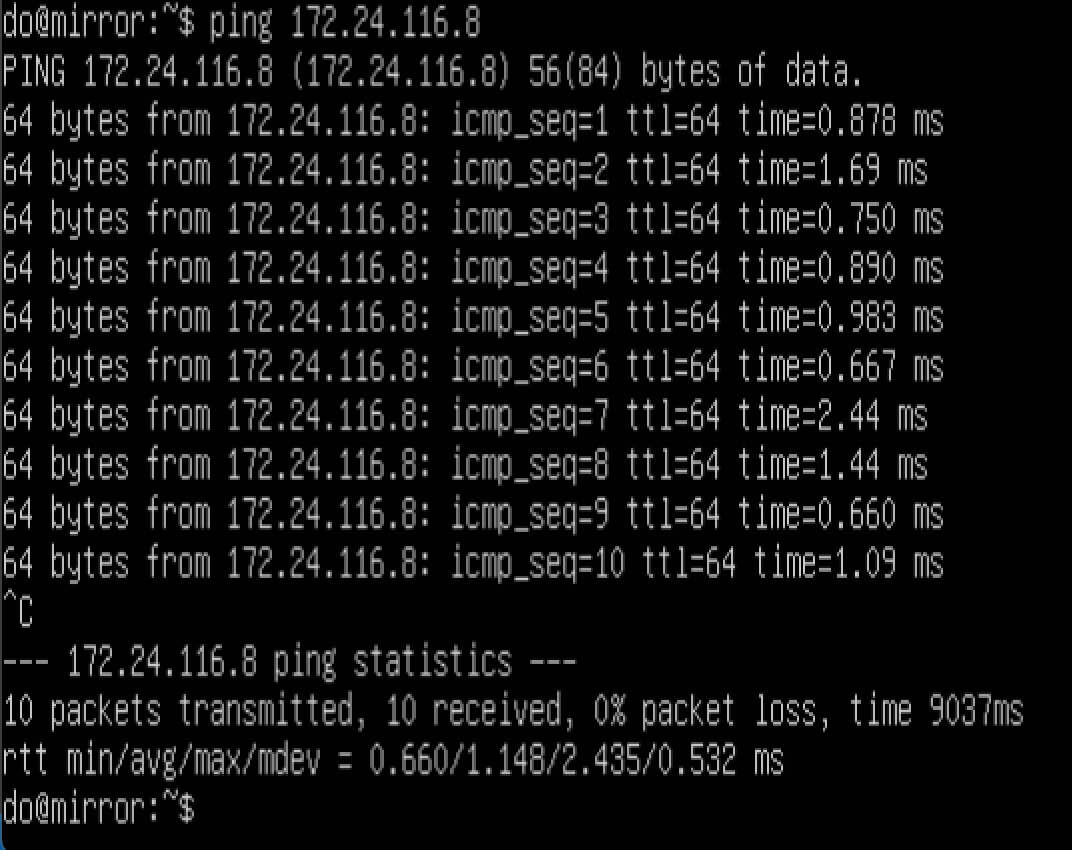 do@mirror:~$ ping 172.24.116.8
PING 172.24.116.8 (172.24.116.8) 56(84) bytes of data.
64 bytes from 172.24.116.8: icmp_seq=1 ttl=64 time=0.878 ms
64 bytes from 172.24.116.8: icmp_seq=2 ttl=64 time=1.69 ms
64 bytes from 172.24.116.8: icmp_seq=3 ttl=64 time=0.750 ms
64 bytes from 172.24.116.8: icmp_seq=4 ttl=64 time=0.890 ms
64 bytes from 172.24.116.8: icmp_seq=5 ttl=64 time=0.983 ms
64 bytes from 172.24.116.8: icmp_seq=6 ttl=64 time=0.667 ms
64 bytes from 172.24.116.8: icmp_seq=7 ttl=64 time=2.44 ms
64 bytes from 172.24.116.8: icmp_seq=8 ttl=64 time=1.44 ms
64 bytes from 172.24.116.8: icmp_seq=9 ttl=64 time=0.660 ms
64 bytes from 172.24.116.8: icmp_seq=10 ttl=64 time=1.09 ms
^C
--- 172.24.116.8 ping statistics ---
10 packets transmitted, 10 received, 0% packet loss, time 9037ms
rtt min/avg/max/mdev = 0.660/1.148/2.435/0.532 ms
do@mirror:~$